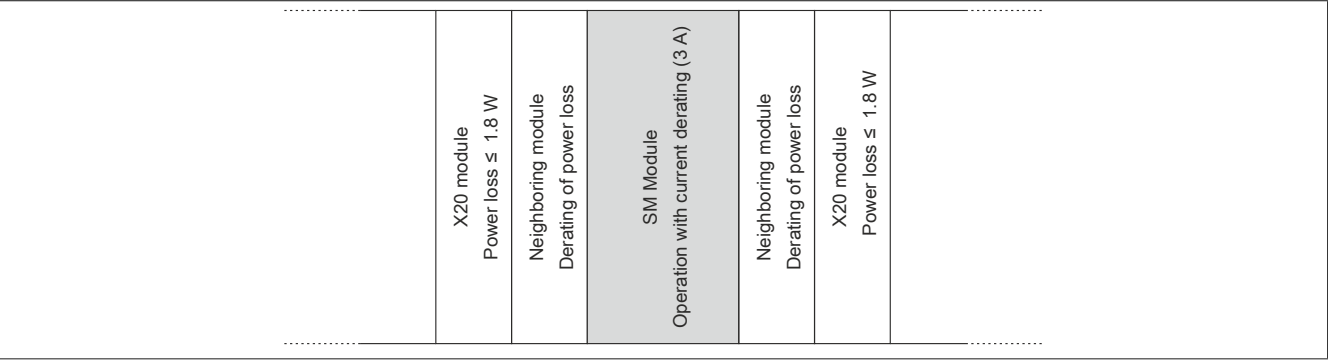 X20 module
Power loss ≤ 1.8 W
Neighboring module
Derating of power loss
SM Module
Operation with current derating (3 A)
Neighboring module
Derating of power loss
X20 module
Power loss ≤ 1.8 W